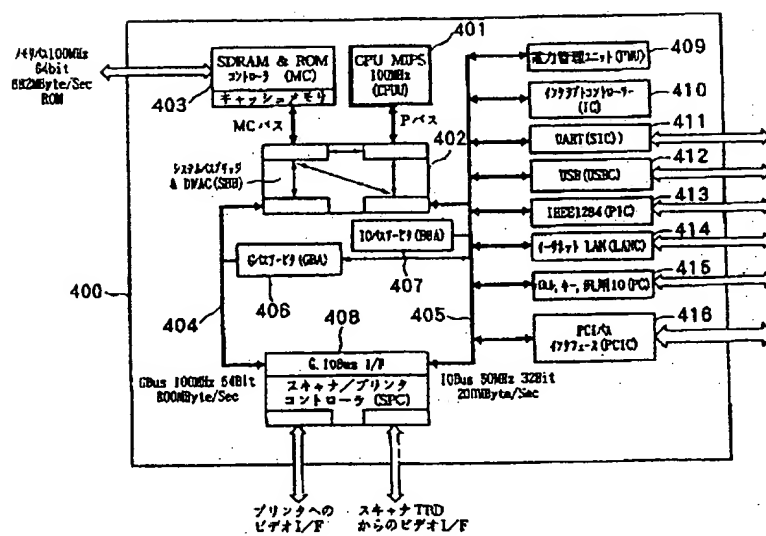 401
メモリバス100MHz
64bit
682MByte/Sec
ROM
403
SDRAM & ROM
コントローラ (MC)
キャッシュメモリ
CPU MIPS
100MHz
(CPUU)
MCバス
Pバス
402
システムバスブリッジ
& DMAC(SBB)
電力管理ユニット(PMU)
409
インタラプトコントローラー
(IC)
410
UART(SIC))
411
USB(USBC)
412
IEEE1284(PIC)
413
イーサネット LAN(LANC)
414
汎用IO(PC)
415
PCIバス
インタフェース(PCIC)
416
IOバスアービタ(BBA)
407
Gバスアービタ(GBA)
406
400
404
405
408
G.IOBus I/F
スキャナ/プリンタ
コントローラ(SPC)
GBus 100MHz 64Bit
800MByte/Sec
IOBus 50MHz 32Bit
200MByte/Sec
プリンタへの
ビデオI/F
スキャナ
からのビデオI/F